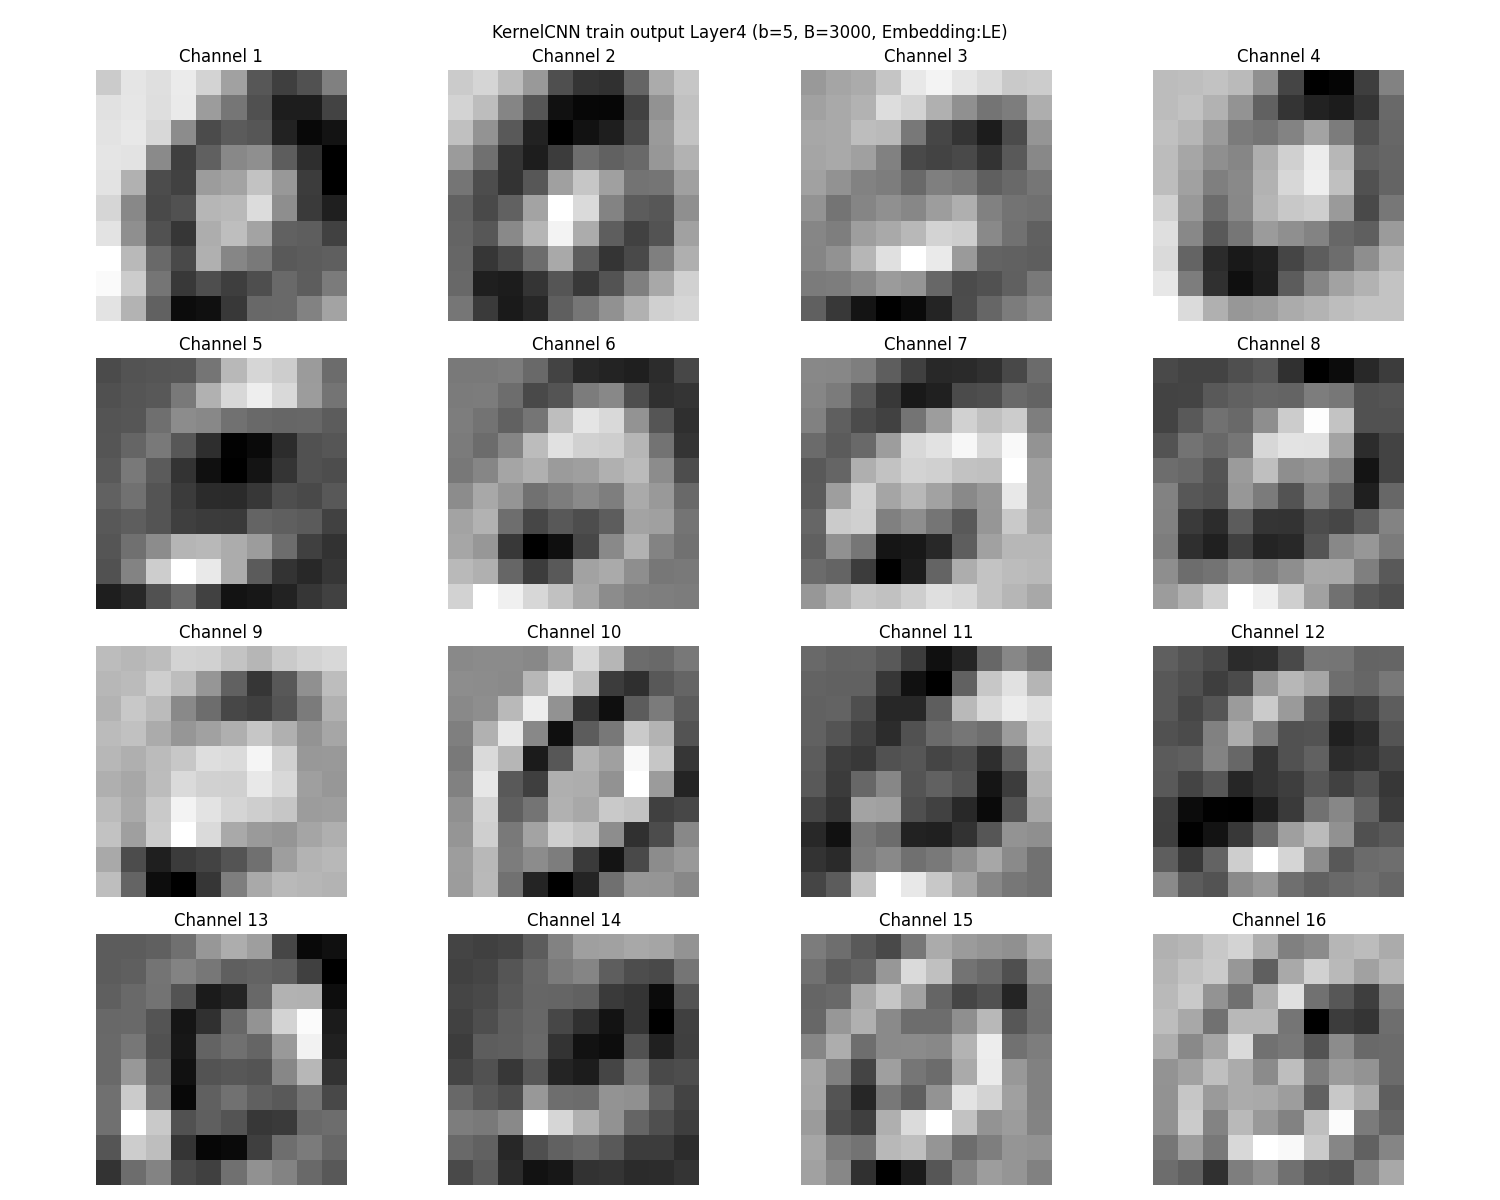 KernelCNN train output Layer4 (b=5, B=3000, Embedding:LE)
Channel 1 Channel 2 Channel 3 Channel 4
Channel 5 Channel 6 Channel 7 Channel 8
Channel 9 Channel 10 Channel 11 Channel 12
Channel 13 Channel 14 Channel 15 Channel 16